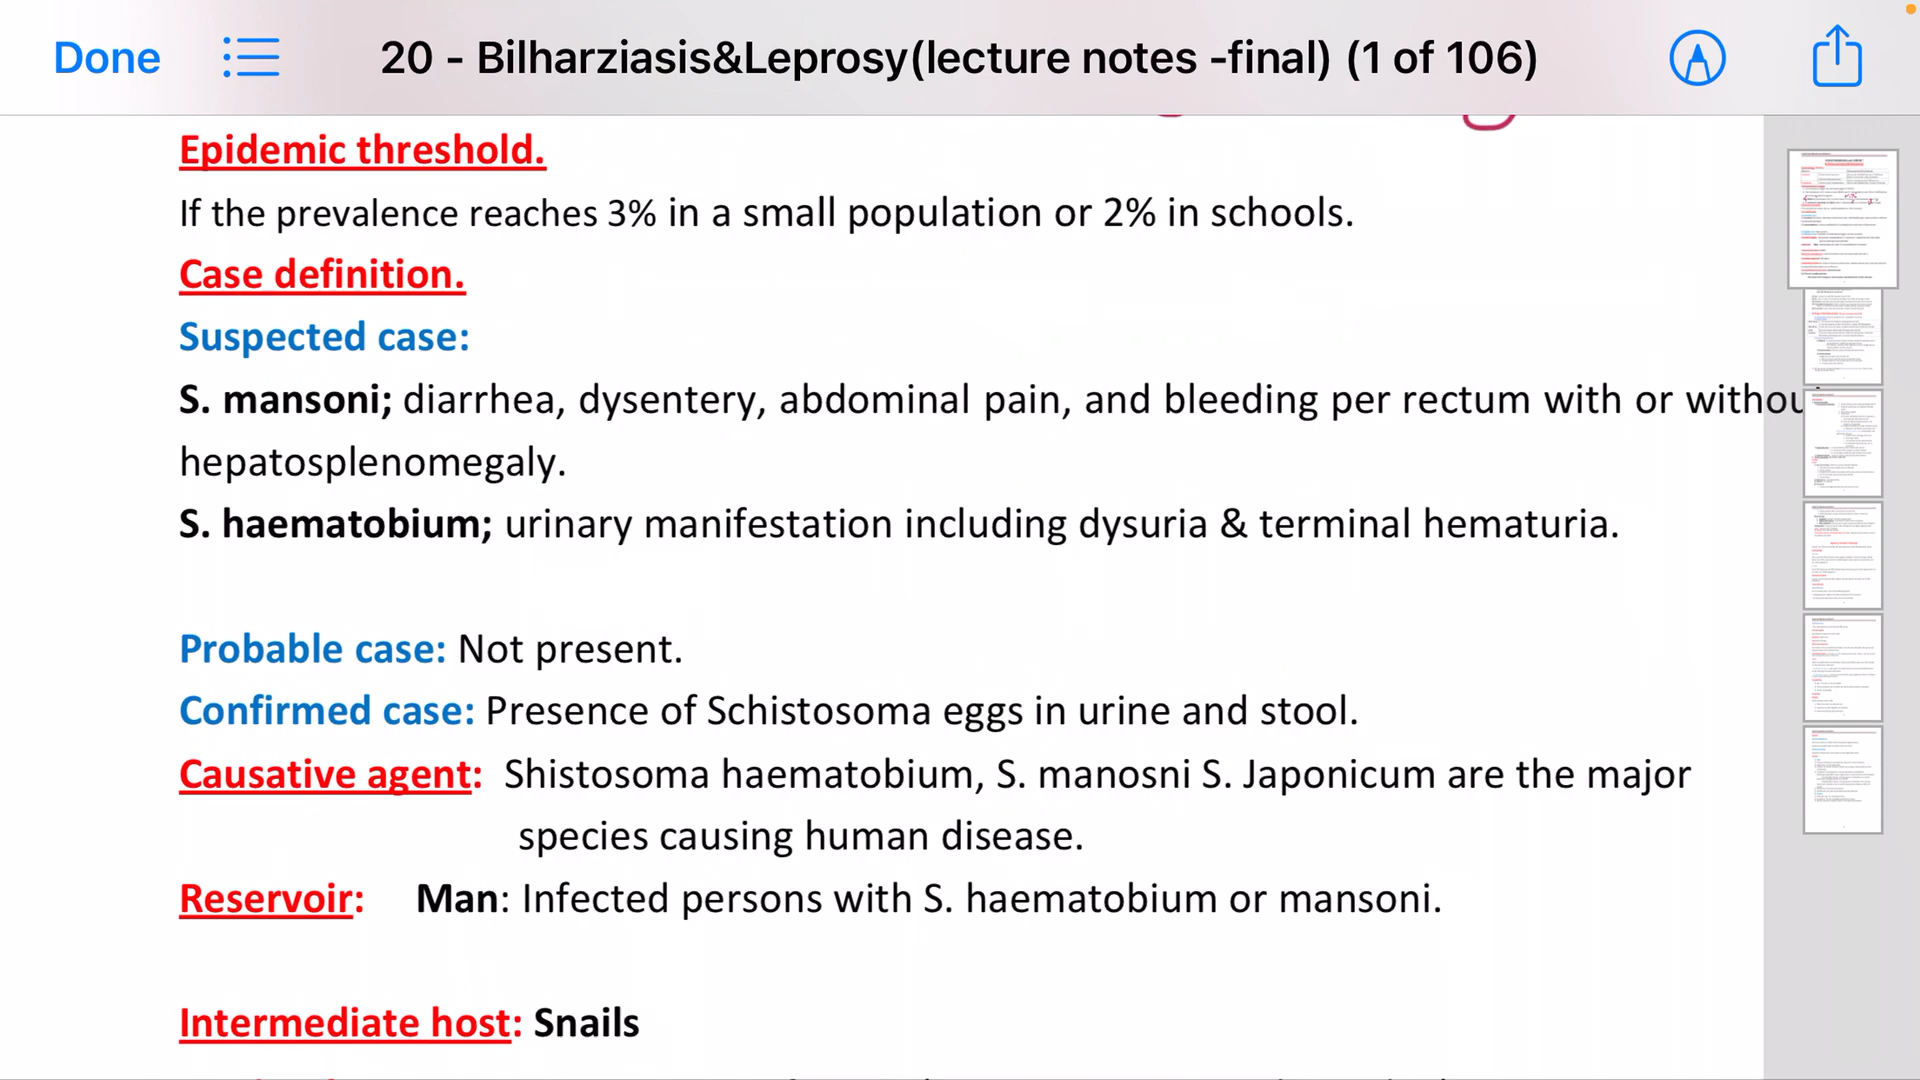 Done
20 - Bilharziasis&Leprosy(lecture notes -final) (1 of 106)
Epidemic threshold.
If the prevalence reaches 3% in a small population or 2% in schools.
Case definition.
Suspected case:
S. mansoni; diarrhea, dysentery, abdominal pain, and bleeding per rectum with or withou
hepatosplenomegaly.
S. haematobium; urinary manifestation including dysuria & terminal hematuria.
Probable case: Not present.
Confirmed case: Presence of Schistosoma eggs in urine and stool.
Causative agent: Shistosoma haematobium, S. manosni S. Japonicum are the major
species causing human disease.
Reservoir: Man: Infected persons with S. haematobium or mansoni.
Intermediate host: Snails